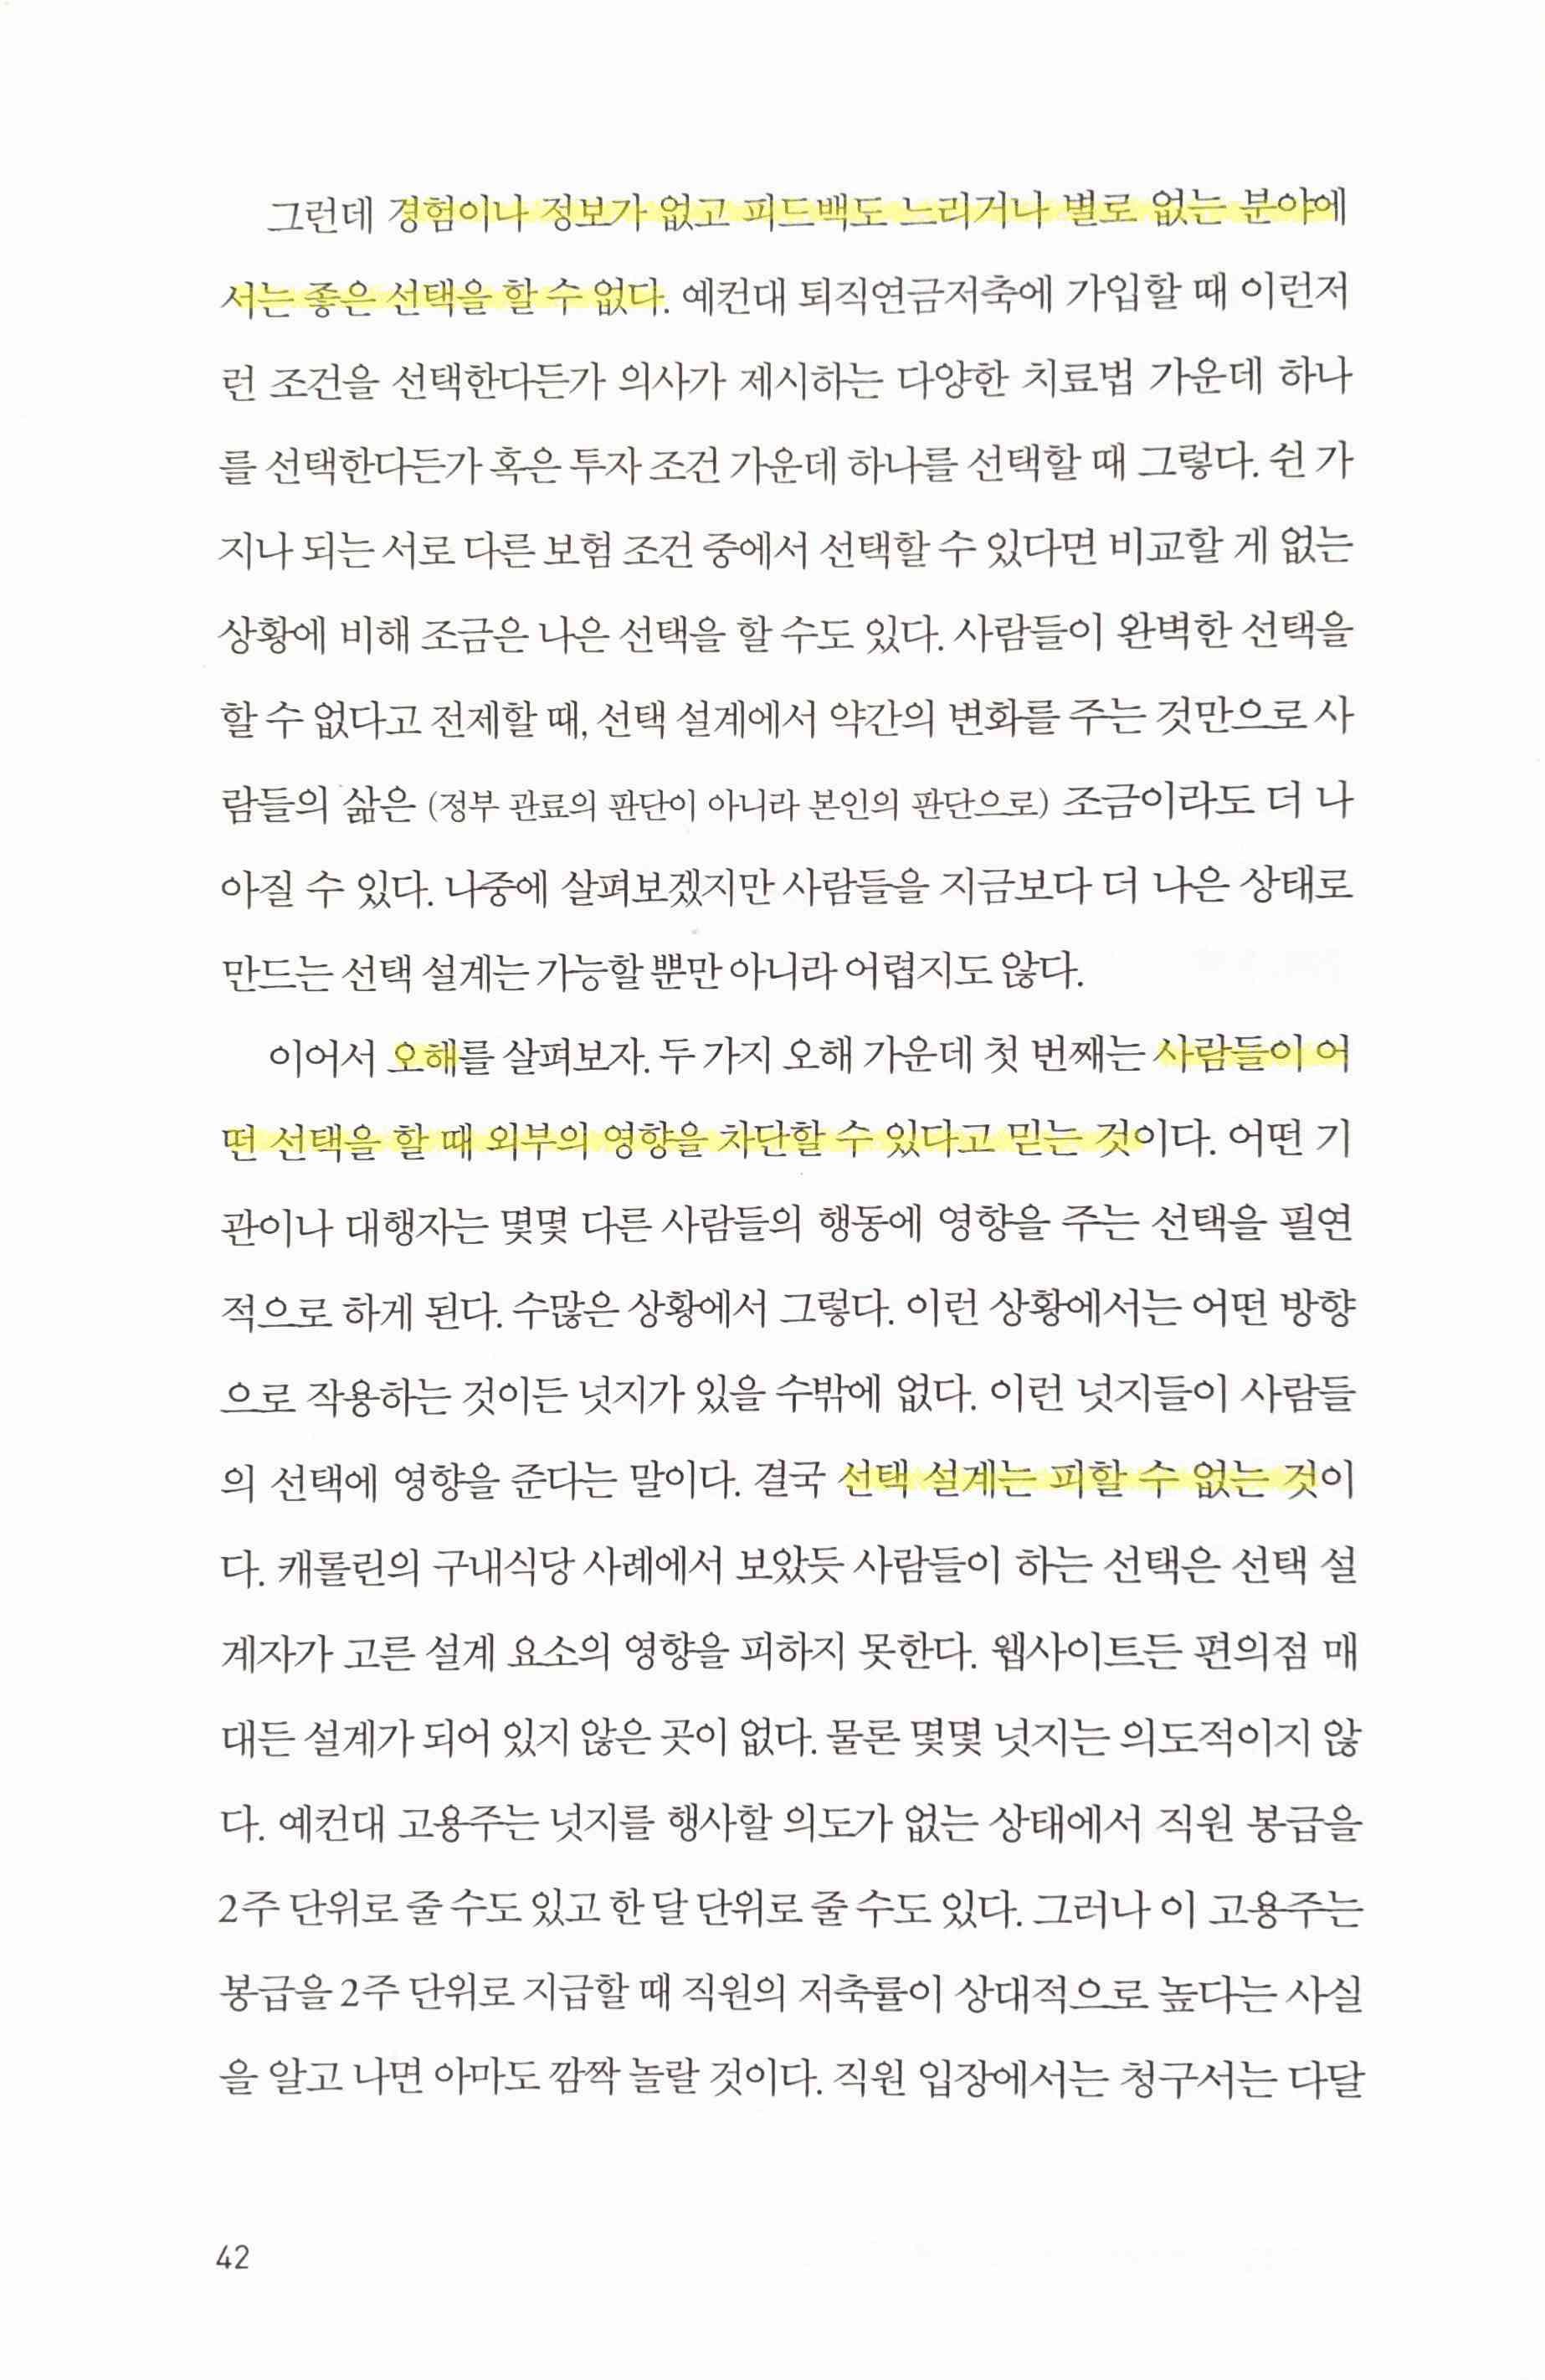 그런데 경험이나 정보가 없고 피드백도 느리거나 별로 없는 분야에
서는 좋은 선택을 할 수 없다. 예컨대 퇴직연금저축에 가입할 때 이런저
런 조건을 선택한다든가 의사가 제시하는 다양한 치료법 가운데 하나
를 선택한다든가 혹은 투자 조건 가운데 하나를 선택할 때 그렇다. 쉰 가
지나 되는 서로 다른 보험 조건 중에서 선택할 수 있다면 비교할 게 없는
상황에 비해 조금은 나은 선택을 할 수도 있다. 사람들이 완벽한 선택을
할 수 없다고 전제할 때, 선택 설계에서 약간의 변화를 주는 것만으로 사
람들의 삶은 (정부 관료의 판단이 아니라 본인의 판단으로) 조금이라도 더 나
아질 수 있다. 나중에 살펴보겠지만 사람들을 지금보다 더 나은 상태로
만드는 선택 설계는 가능할 뿐만 아니라 어렵지도 않다.
이어서 오해를 살펴보자. 두 가지 오해 가운데 첫 번째는 사람들이 어
떤 선택을 할 때 외부의 영향을 차단할 수 있다고 믿는 것이다. 어떤 기
관이나 대행자는 몇몇 다른 사람들의 행동에 영향을 주는 선택을 필연
적으로 하게 된다. 수많은 상황에서 그렇다. 이런 상황에서는 어떤 방향
으로 작용하는 것이든 넛지가 있을 수밖에 없다. 이런 넛지들이 사람들
의 선택에 영향을 준다는 말이다. 결국 선택 설계는 피할 수 없는 것이
다. 캐롤린의 구내식당 사례에서 보았듯 사람들이 하는 선택은 선택 설
계자가 고른 설계 요소의 영향을 피하지 못한다. 웹사이트든 편의점 매
대든 설계가 되어 있지 않은 곳이 없다. 물론 몇몇 넛지는 의도적이지 않
다. 예컨대 고용주는 넛지를 행사할 의도가 없는 상태에서 직원 봉급을
2주 단위로 줄 수도 있고 한 달 단위로 줄 수도 있다. 그러나 이 고용주는
봉급을 2주 단위로 지급할 때 직원의 저축률이 상대적으로 높다는 사실
을 알고 나면 아마도 깜짝 놀랄 것이다. 직원 입장에서는 청구서는 다달
42